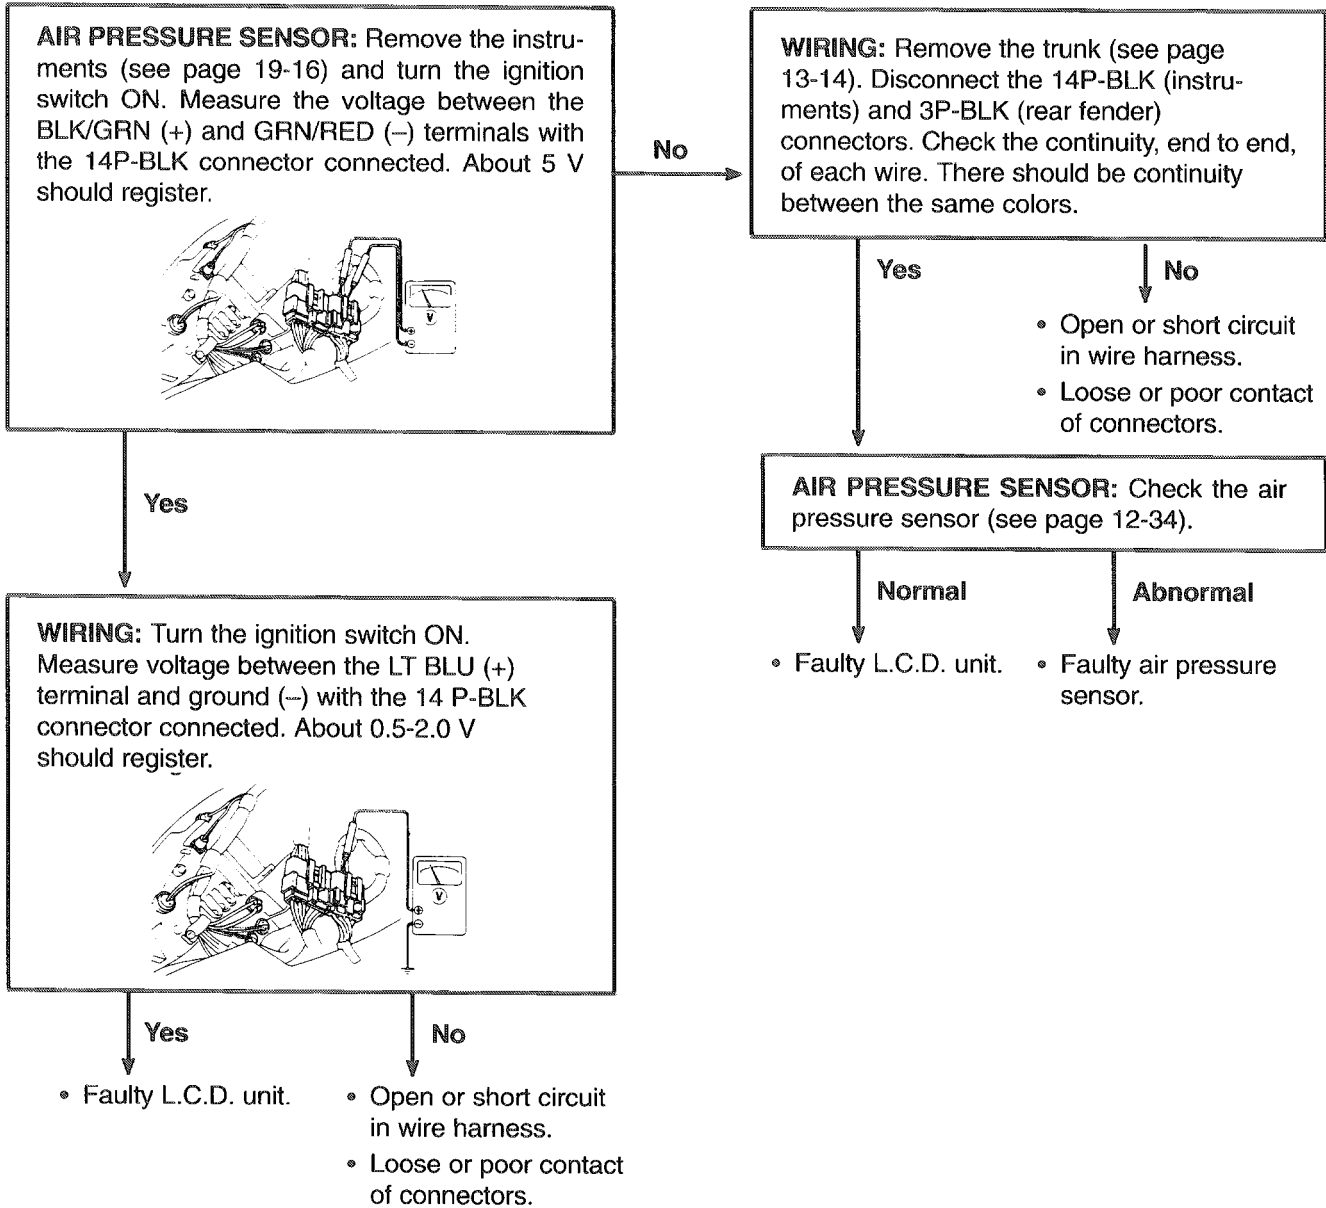 AIR PRESSURE SENSOR: Remove the instru-
ments (see page 19-16) and turn the ignition
switch ON. Measure the voltage between the
BLK/GRN (+) and GRN/RED (–) terminals with
the 14P-BLK connector connected. About 5 V
should register.
V
No
WIRING: Remove the trunk (see page
13-14). Disconnect the 14P-BLK (instru-
ments) and 3P-BLK (rear fender)
connectors. Check the continuity, end to end,
of each wire. There should be continuity
between the same colors.
Yes
No
• Open or short circuit
in wire harness.
• Loose or poor contact
of connectors.
AIR PRESSURE SENSOR: Check the air
pressure sensor (see page 12-34).
Normal
Abnormal
• Faulty L.C.D. unit.
• Faulty air pressure
sensor.
Yes
WIRING: Turn the ignition switch ON.
Measure voltage between the LT BLU (+)
terminal and ground (–) with the 14 P-BLK
connector connected. About 0.5-2.0 V
should register.
V
Yes
No
• Faulty L.C.D. unit.
• Open or short circuit
in wire harness.
• Loose or poor contact
of connectors.